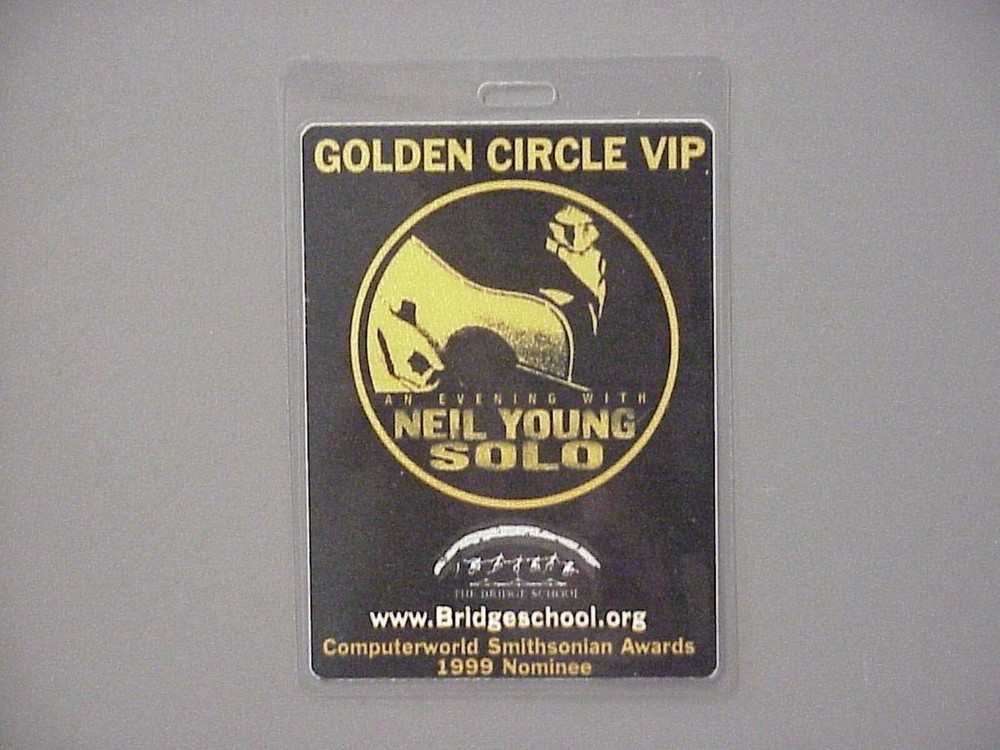 GOLDEN CIRCLE VIP
AN EVENING WITH
NEIL YOUNG
SOLO
THE BRIDGE SCHOOL
www.Bridgeschool.org
Computerworld Smithsonian Awards
1999 Nominee